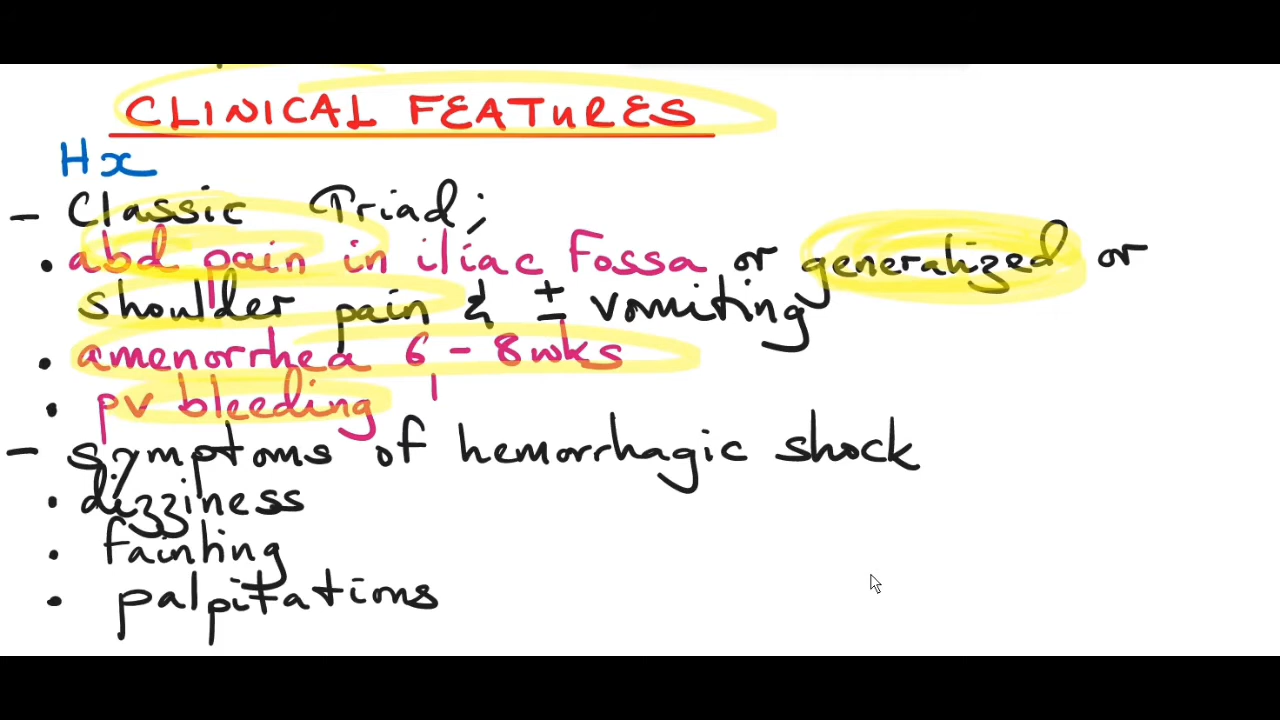 CLINICAL FEATURES
Hx
- Classic Triad;
• abd pain in iliac Fossa or generalized or
shoulder pain & ± vomiting
• amenorrhea 6 - 8wks
• pv bleeding
- symptoms of hemorrhagic shock
• dizziness
• fainting
• palpitations